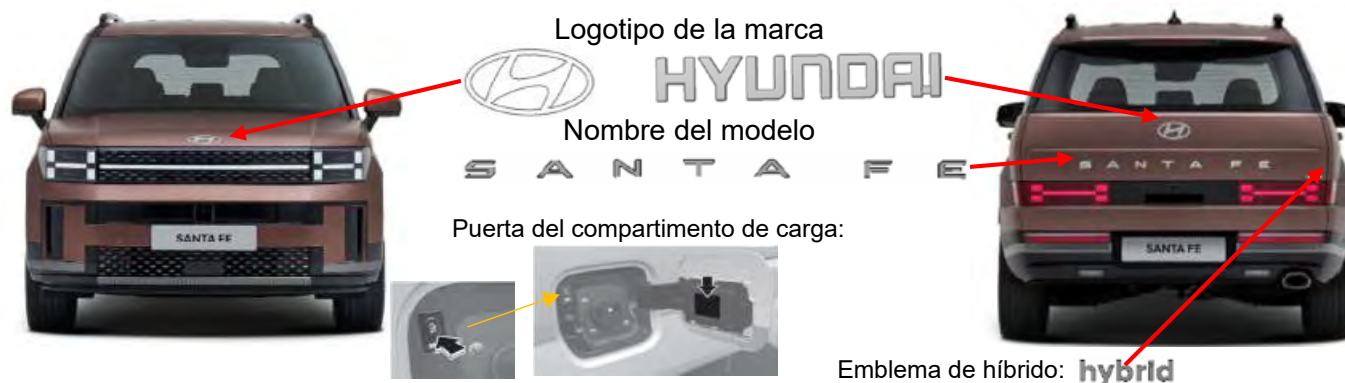 Logotipo de la marca
HYUNDAI
Nombre del modelo
SANTA FE
SANTA FE
SANTA FE
SANTA FE
Puerta del compartimento de carga:
Emblema de híbrido: hybrid